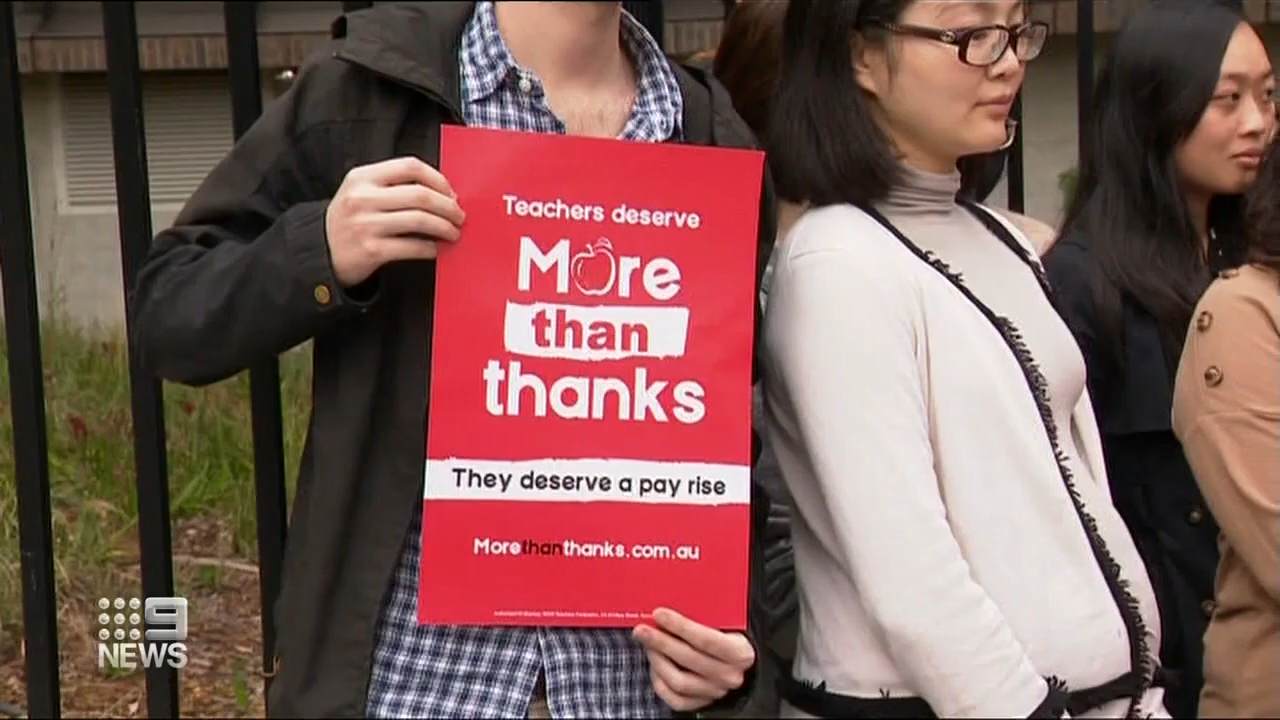 Teachers deserve
More
than
thanks
They deserve a pay rise
Morethanthanks.com.au
9
NEWS